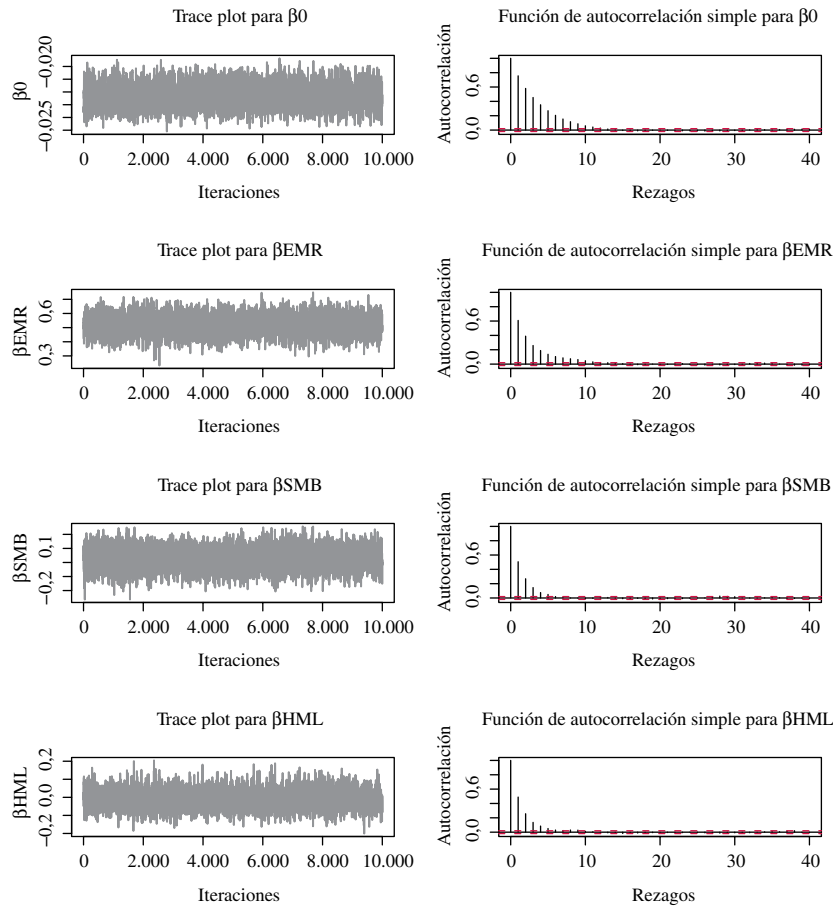 Trace plot para β0
β0
−0,025 −0,020
0 2.000 4.000 6.000 8.000 10.000
Iteraciones
Función de autocorrelación simple para β0
Autocorrelación
0,0 0,6
0 10 20 30 40
Rezagos
Trace plot para βEMR
βEMR
0,3 0,6
0 2.000 4.000 6.000 8.000 10.000
Iteraciones
Función de autocorrelación simple para βEMR
Autocorrelación
0,0 0,6
0 10 20 30 40
Rezagos
Trace plot para βSMB
βSMB
−0,2 0,1
0 2.000 4.000 6.000 8.000 10.000
Iteraciones
Función de autocorrelación simple para βSMB
Autocorrelación
0,0 0,6
0 10 20 30 40
Rezagos
Trace plot para βHML
βHML
−0,2 0,0 0,2
0 2.000 4.000 6.000 8.000 10.000
Iteraciones
Función de autocorrelación simple para βHML
Autocorrelación
0,0 0,6
0 10 20 30 40
Rezagos